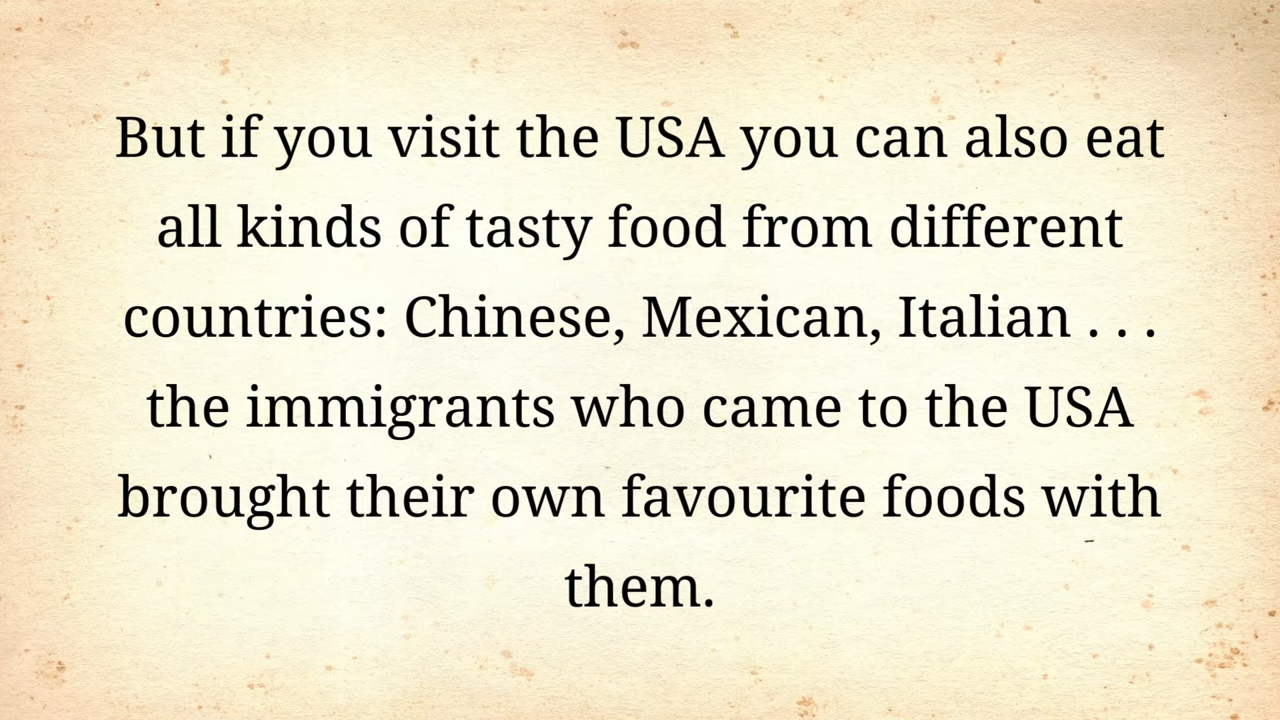 But if you visit the USA you can also eat
all kinds of tasty food from different
countries: Chinese, Mexican, Italian . . .
the immigrants who came to the USA
brought their own favourite foods with
them.